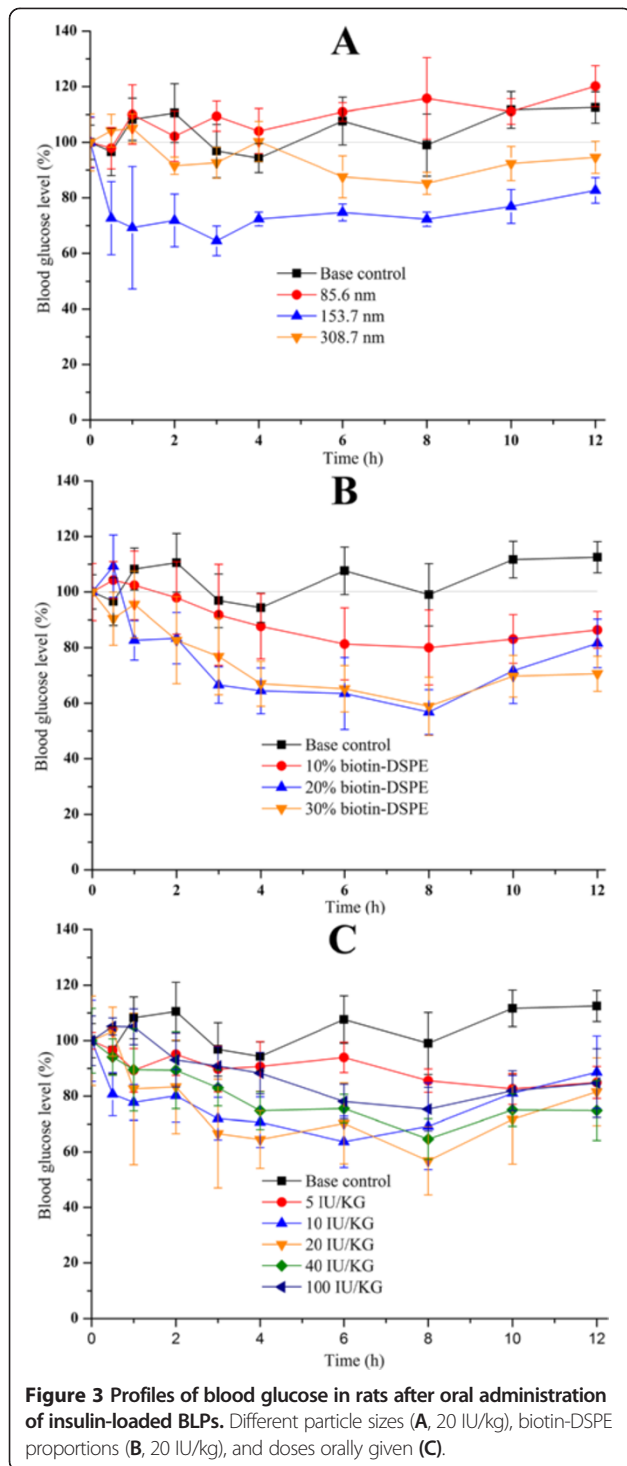 A
Blood glucose level (%)
140
120
100
80
60
40
20
0
Base control
85.6 nm
153.7 nm
308.7 nm
0 2 4 6 8 10 12
Time (h)
B
Blood glucose level (%)
140
120
100
80
60
40
20
0
Base control
10% biotin-DSPE
20% biotin-DSPE
30% biotin-DSPE
0 2 4 6 8 10 12
Time (h)
C
Blood glucose level (%)
140
120
100
80
60
40
20
0
Base control
5 IU/KG
10 IU/KG
20 IU/KG
40 IU/KG
100 IU/KG
0 2 4 6 8 10 12
Time (h)
Figure 3 Profiles of blood glucose in rats after oral administration
of insulin-loaded BLPs. Different particle sizes (A, 20 IU/kg), biotin-DSPE
proportions (B, 20 IU/kg), and doses orally given (C).